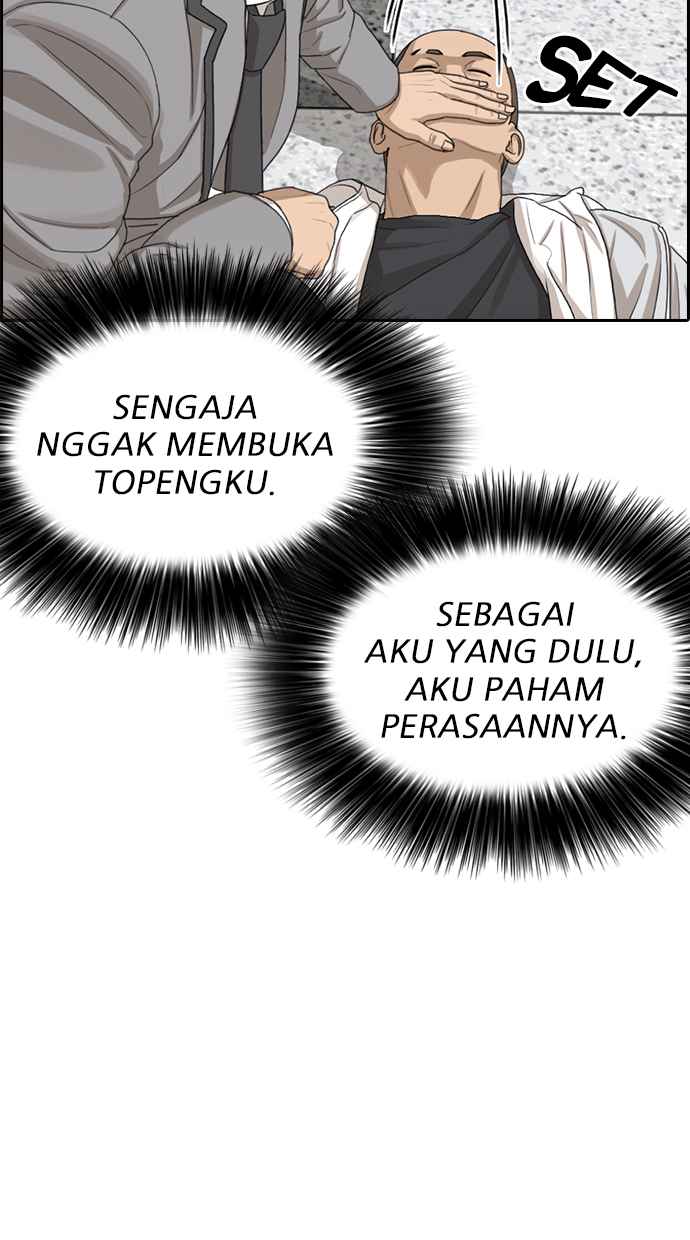 SET
SENGAJA
NGGAK MEMBUKA
TOPENGKU.
SEBAGAI
AKU YANG DULU,
AKU PAHAM
PERASAANNYA.